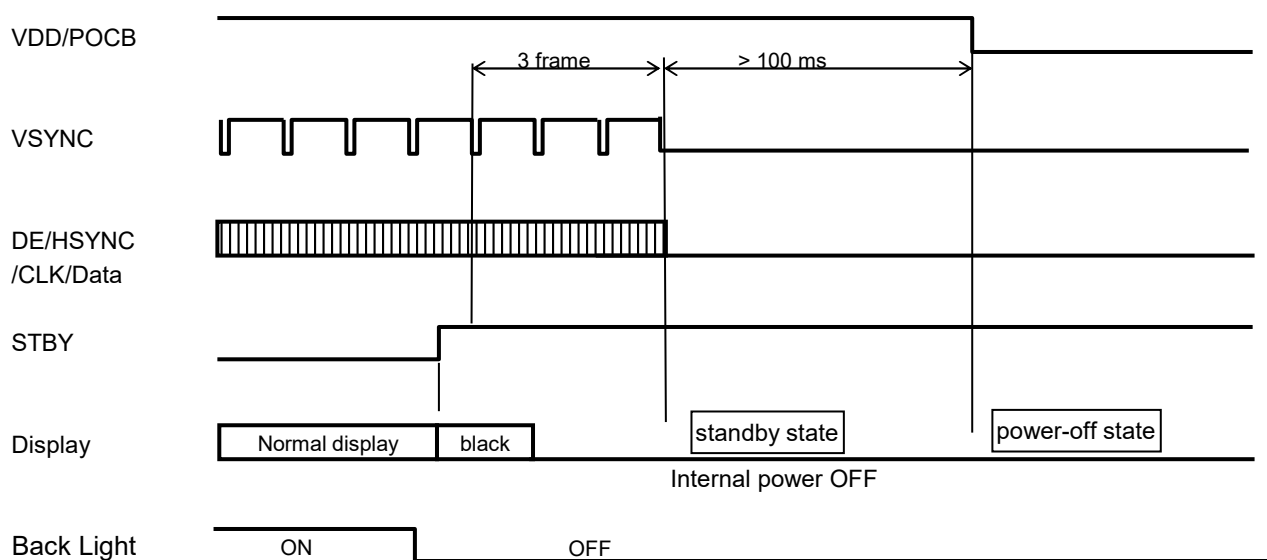 VDD/POCB
3 frame
> 100 ms
VSYNC
DE/HSYNC
/CLK/Data
STBY
Display
Normal display
black
standby state
power-off state
Internal power OFF
Back Light
ON
OFF